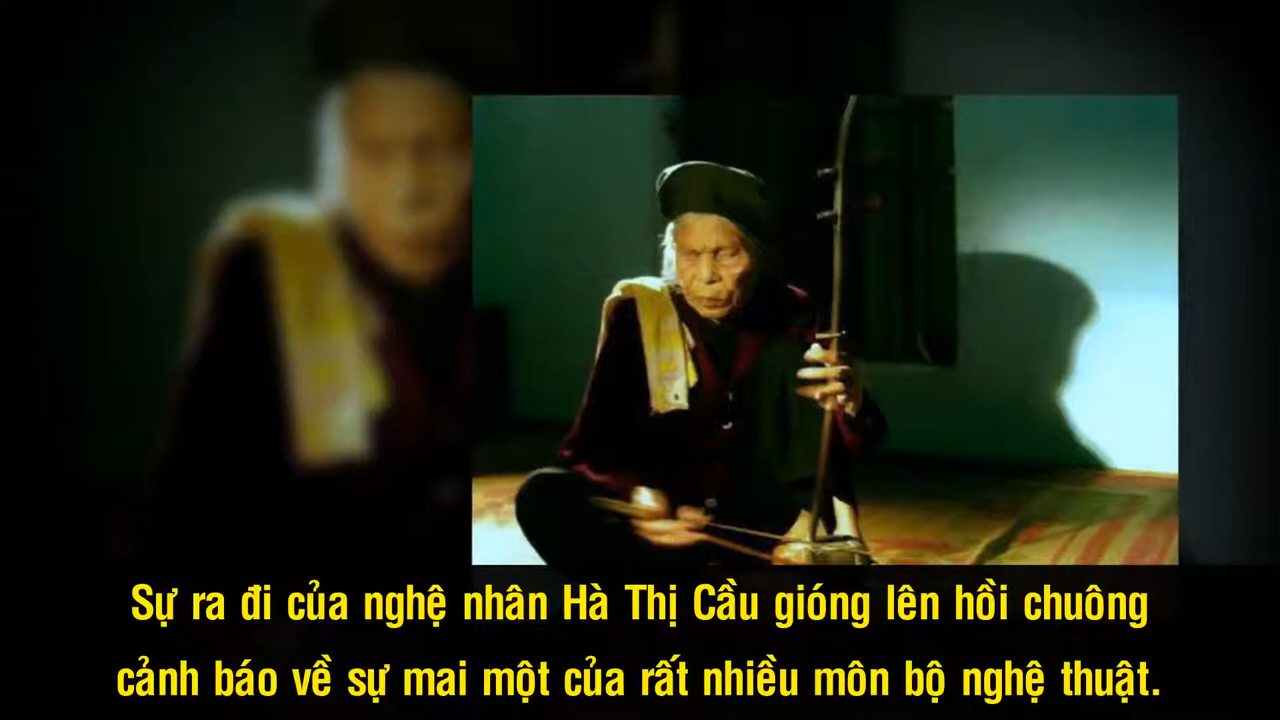 Sự ra đi của nghệ nhân Hà Thị Cầu gióng lên hồi chuông
cảnh báo về sự mai một của rất nhiều môn bộ nghệ thuật.